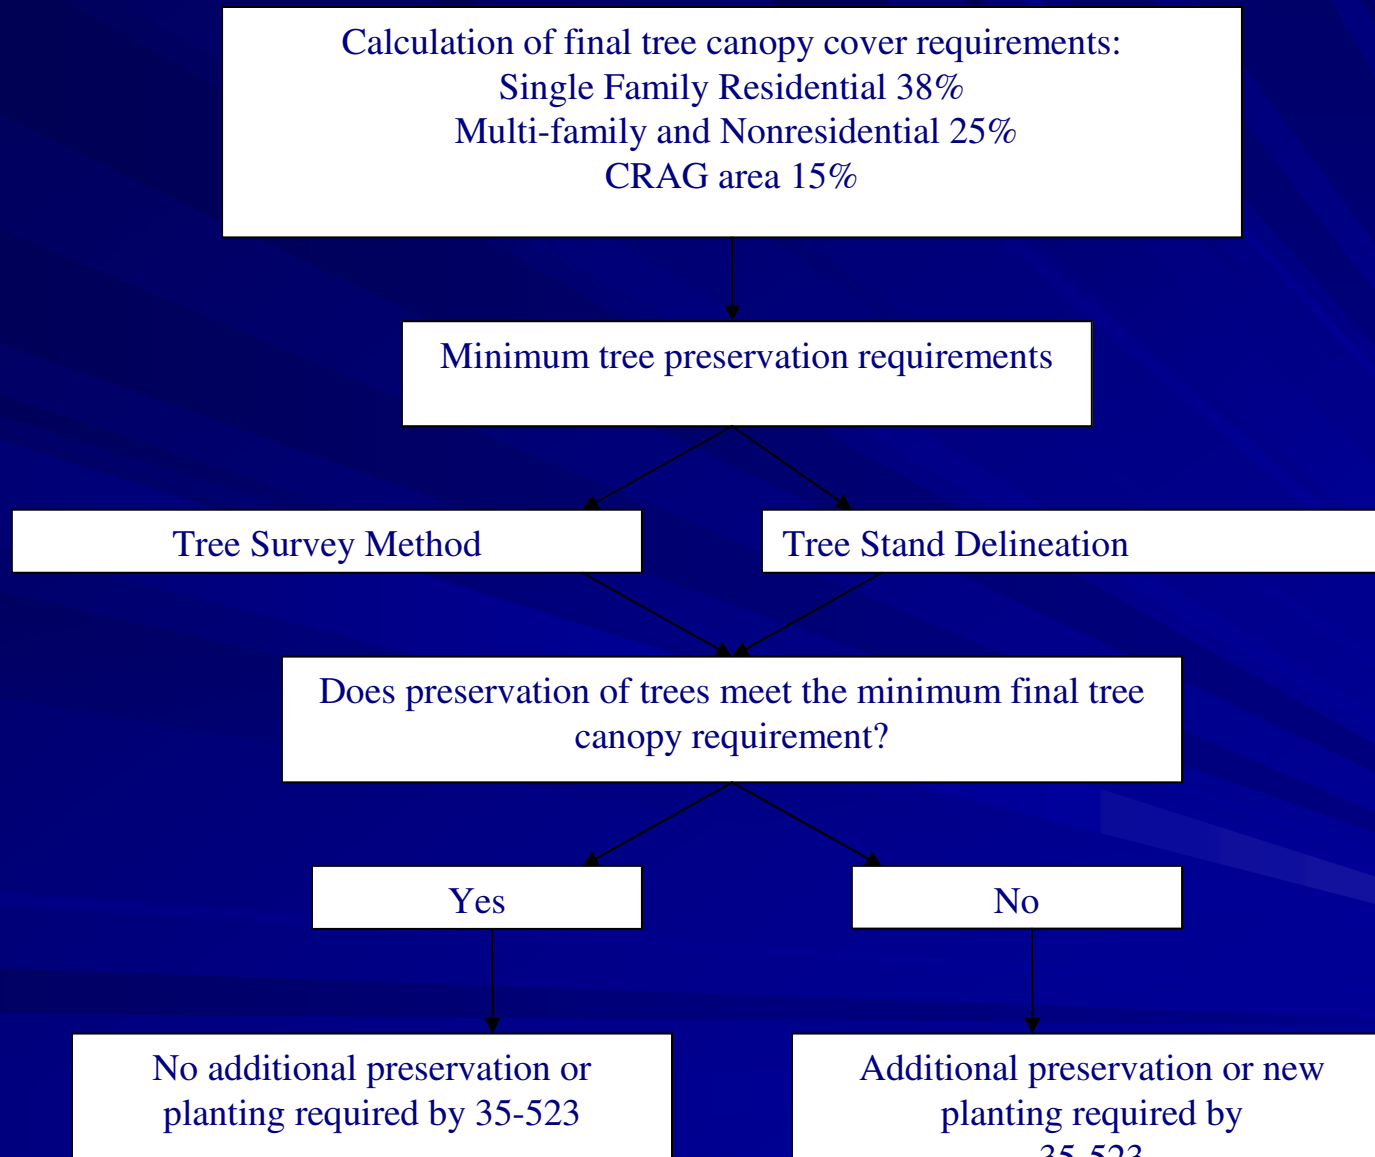 Calculation of final tree canopy cover requirements:
Single Family Residential 38%
Multi-family and Nonresidential 25%
CRAG area 15%
Minimum tree preservation requirements
Tree Survey Method
Tree Stand Delineation
Does preservation of trees meet the minimum final tree
canopy requirement?
Yes
No
No additional preservation or
planting required by 35-523
Additional preservation or new
planting required by
35-523